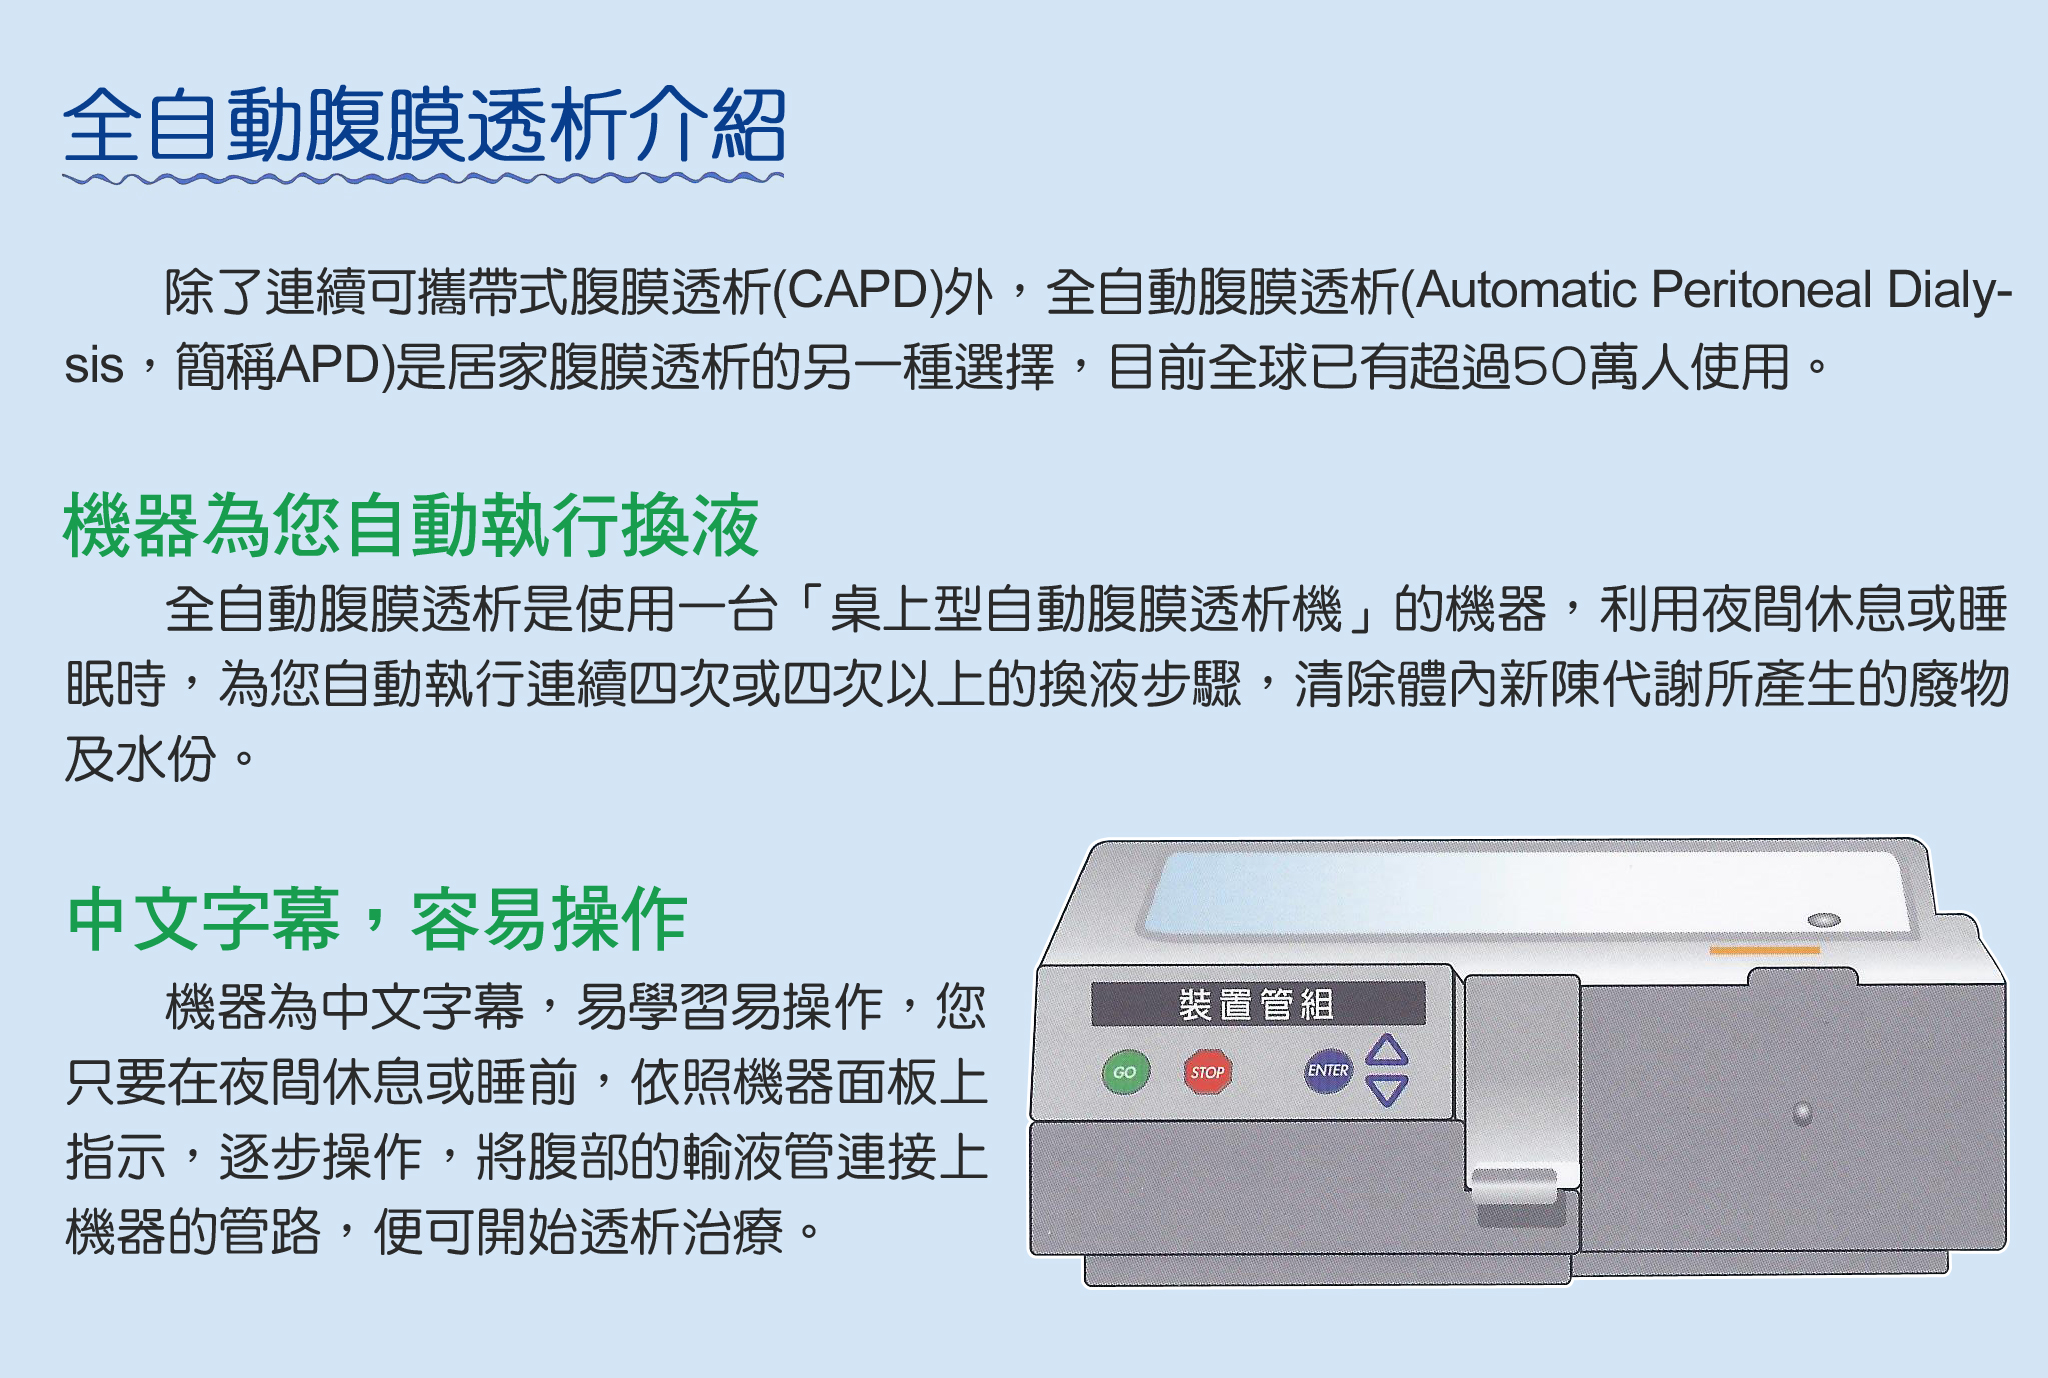 全自動腹膜透析介紹
除了連續可攜帶式腹膜透析(CAPD)外，全自動腹膜透析(Automatic Peritoneal Dialy-
sis，簡稱APD)是居家腹膜透析的另一種選擇，目前全球已有超過50萬人使用。
機器為您自動執行換液
全自動腹膜透析是使用一台「桌上型自動腹膜透析機」的機器，利用夜間休息或睡
眠時，為您自動執行連續四次或四次以上的換液步驟，清除體內新陳代謝所產生的廢物
及水份。
中文字幕，容易操作
機器為中文字幕，易學習易操作，您
只要在夜間休息或睡前，依照機器面板上
指示，逐步操作，將腹部的輸液管連接上
機器的管路，便可開始透析治療。
裝置管組
GO STOP ENTER